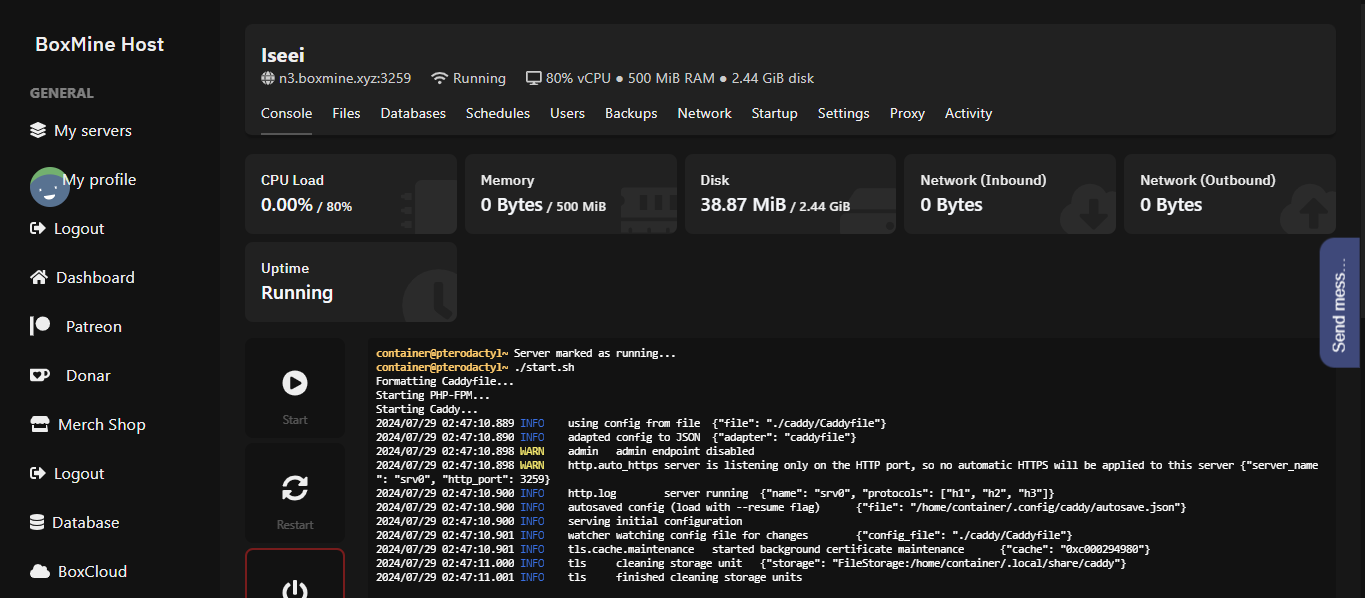 BoxMine Host
GENERAL
My servers
My profile
Logout
Dashboard
Patreon
Donar
Merch Shop
Logout
Database
BoxCloud
Iseei
n3.boxmine.xyz:3259 Running 80% vCPU ● 500 MiB RAM ● 2.44 GiB disk
Console Files Databases Schedules Users Backups Network Startup Settings Proxy Activity
CPU Load
0.00% / 80%
Memory
0 Bytes / 500 MiB
Disk
38.87 MiB / 2.44 GiB
Network (Inbound)
0 Bytes
Network (Outbound)
0 Bytes
Uptime
Running
Start
Restart
container@pterodactyl~ Server marked as running...
container@pterodactyl~ ./start.sh
Formatting Caddyfile...
Starting PHP-FPM...
Starting Caddy...
2024/07/29 02:47:10.889 INFO using config from file {"file": "./caddy/Caddyfile"}
2024/07/29 02:47:10.890 INFO adapted config to JSON {"adapter": "caddyfile"}
2024/07/29 02:47:10.898 WARN admin admin endpoint disabled
2024/07/29 02:47:10.898 WARN http.auto_https server is listening only on the HTTP port, so no automatic HTTPS will be applied to this server {"server_name
": "srv0", "http_port": 3259}
2024/07/29 02:47:10.900 INFO http.log server running {"name": "srv0", "protocols": ["h1", "h2", "h3"]}
2024/07/29 02:47:10.900 INFO autosaved config (load with --resume flag) {"file": "/home/container/.config/caddy/autosave.json"}
2024/07/29 02:47:10.900 INFO serving initial configuration
2024/07/29 02:47:10.901 INFO watcher watching config file for changes {"config_file": "./caddy/Caddyfile"}
2024/07/29 02:47:10.901 INFO tls.cache.maintenance started background certificate maintenance {"cache": "0xc000294980"}
2024/07/29 02:47:11.000 INFO tls cleaning storage unit {"storage": "FileStorage:/home/container/.local/share/caddy"}
2024/07/29 02:47:11.001 INFO tls finished cleaning storage units
Send mess...